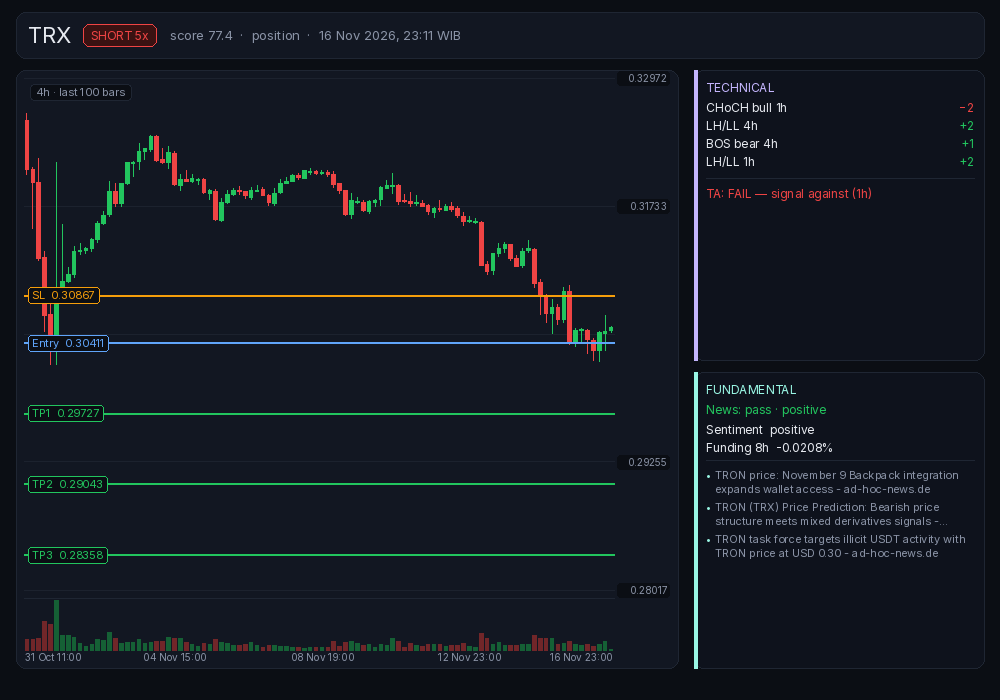 TRX
SHORT 5x
score 77.4 · position · 16 Nov 2026, 23:11 WIB
4h · last 100 bars
0.32972
0.31733
0.29255
0.28017
SL 0.30867
Entry 0.30411
TP1 0.29727
TP2 0.29043
TP3 0.28358
31 Oct 11:00
04 Nov 15:00
08 Nov 19:00
12 Nov 23:00
16 Nov 23:00
TECHNICAL
CHoCH bull 1h −2
LH/LL 4h +2
BOS bear 4h +1
LH/LL 1h +2
TA: FAIL — signal against (1h)
FUNDAMENTAL
News: pass · positive
Sentiment positive
Funding 8h -0.0208%
• TRON price: November 9 Backpack integration
expands wallet access - ad-hoc-news.de
• TRON (TRX) Price Prediction: Bearish price
structure meets mixed derivatives signals -...
• TRON task force targets illicit USDT activity with
TRON price at USD 0.30 - ad-hoc-news.de